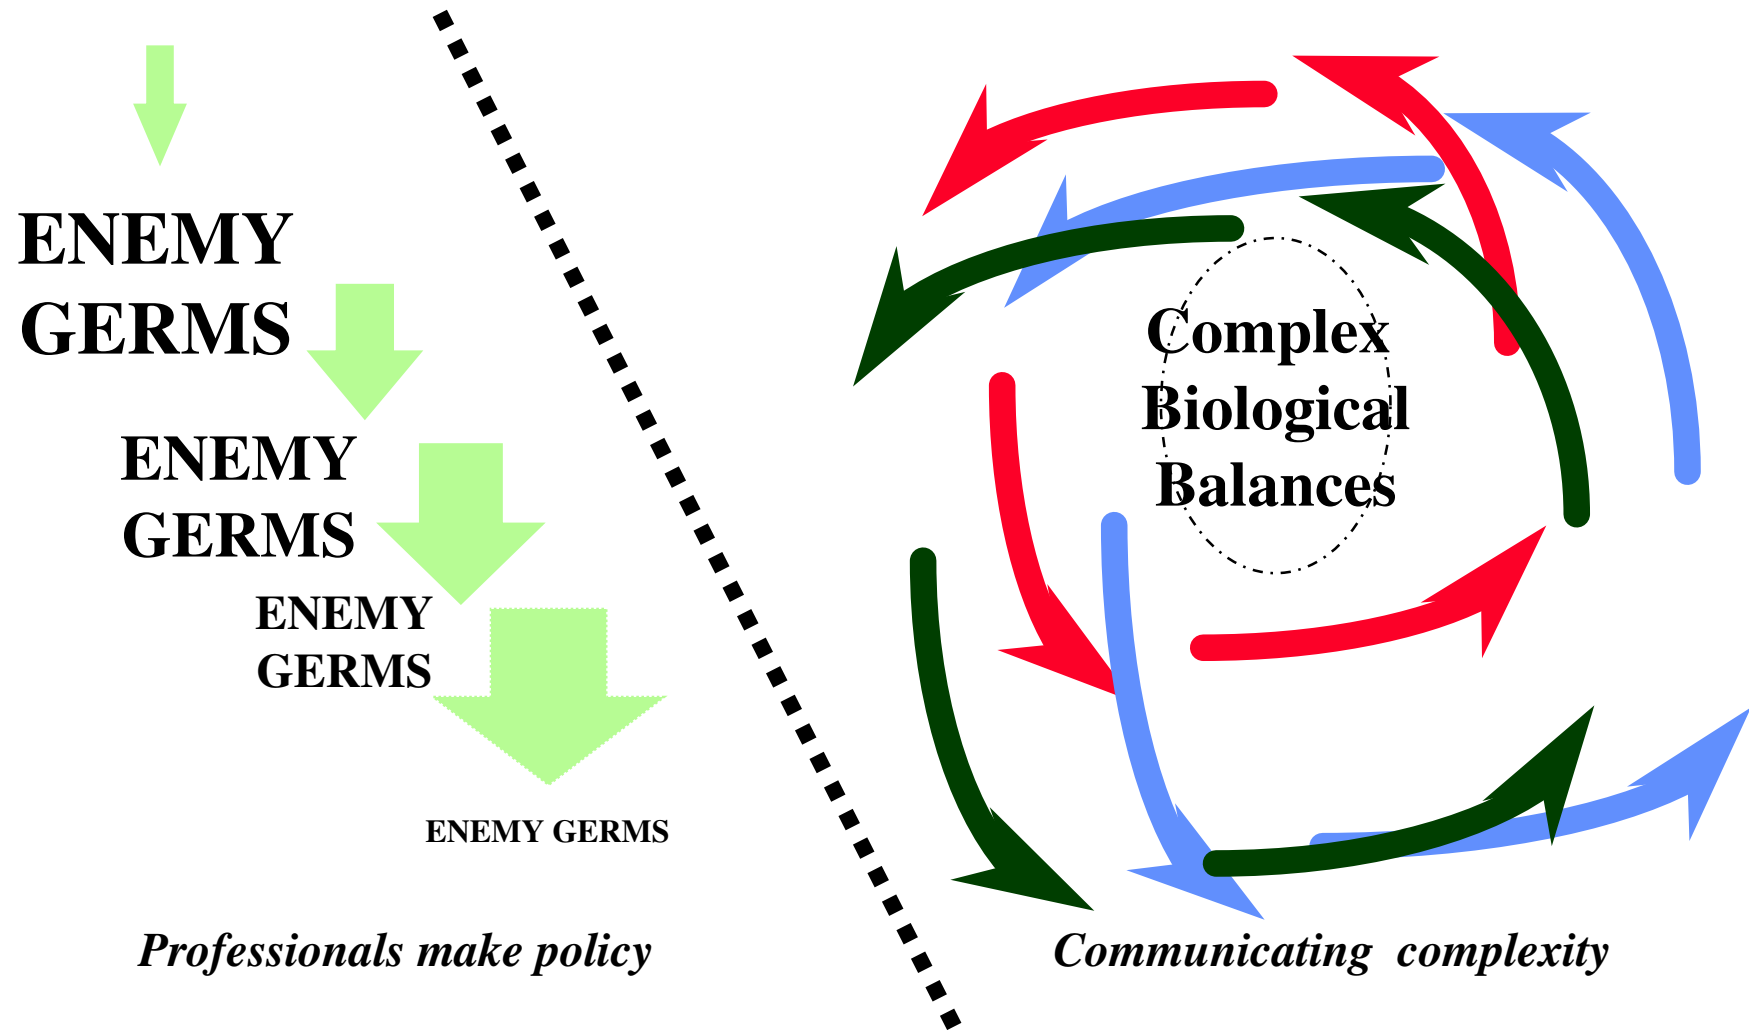 ENEMY
GERMS
ENEMY
GERMS
ENEMY
GERMS
ENEMY GERMS
Professionals make policy
Complex
Biological
Balances
Communicating complexity